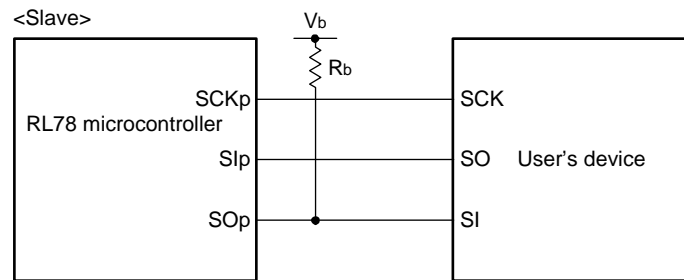 <Slave>
Vb
Rb
SCKp
SCK
RL78 microcontroller
SIp
SO
User's device
SOp
SI